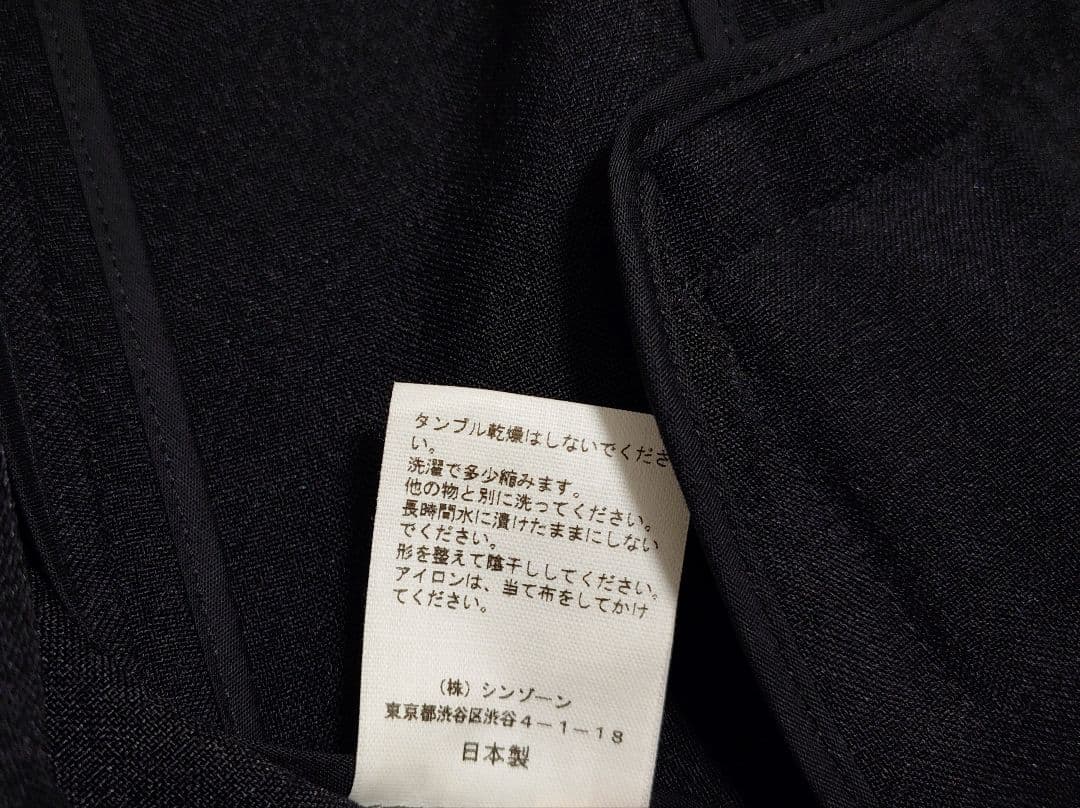 タンブル乾燥はしないでくださ
い。
洗濯で多少縮みます。
他の物と別に洗ってください。
長時間水に漬けたままにしない
でください。
形を整えて陰干ししてください。
アイロンは、当て布をしてかけ
てください。
(株)シンゾーン
東京都渋谷区渋谷4-1-18
日本製